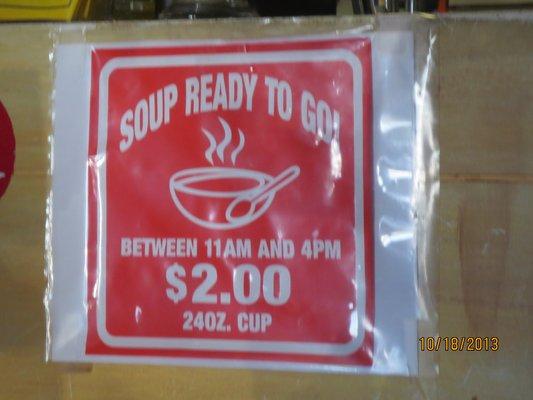 SOUP READY TO GO!
BETWEEN 11AM AND 4PM
$2.00
24OZ. CUP
10/18/2013